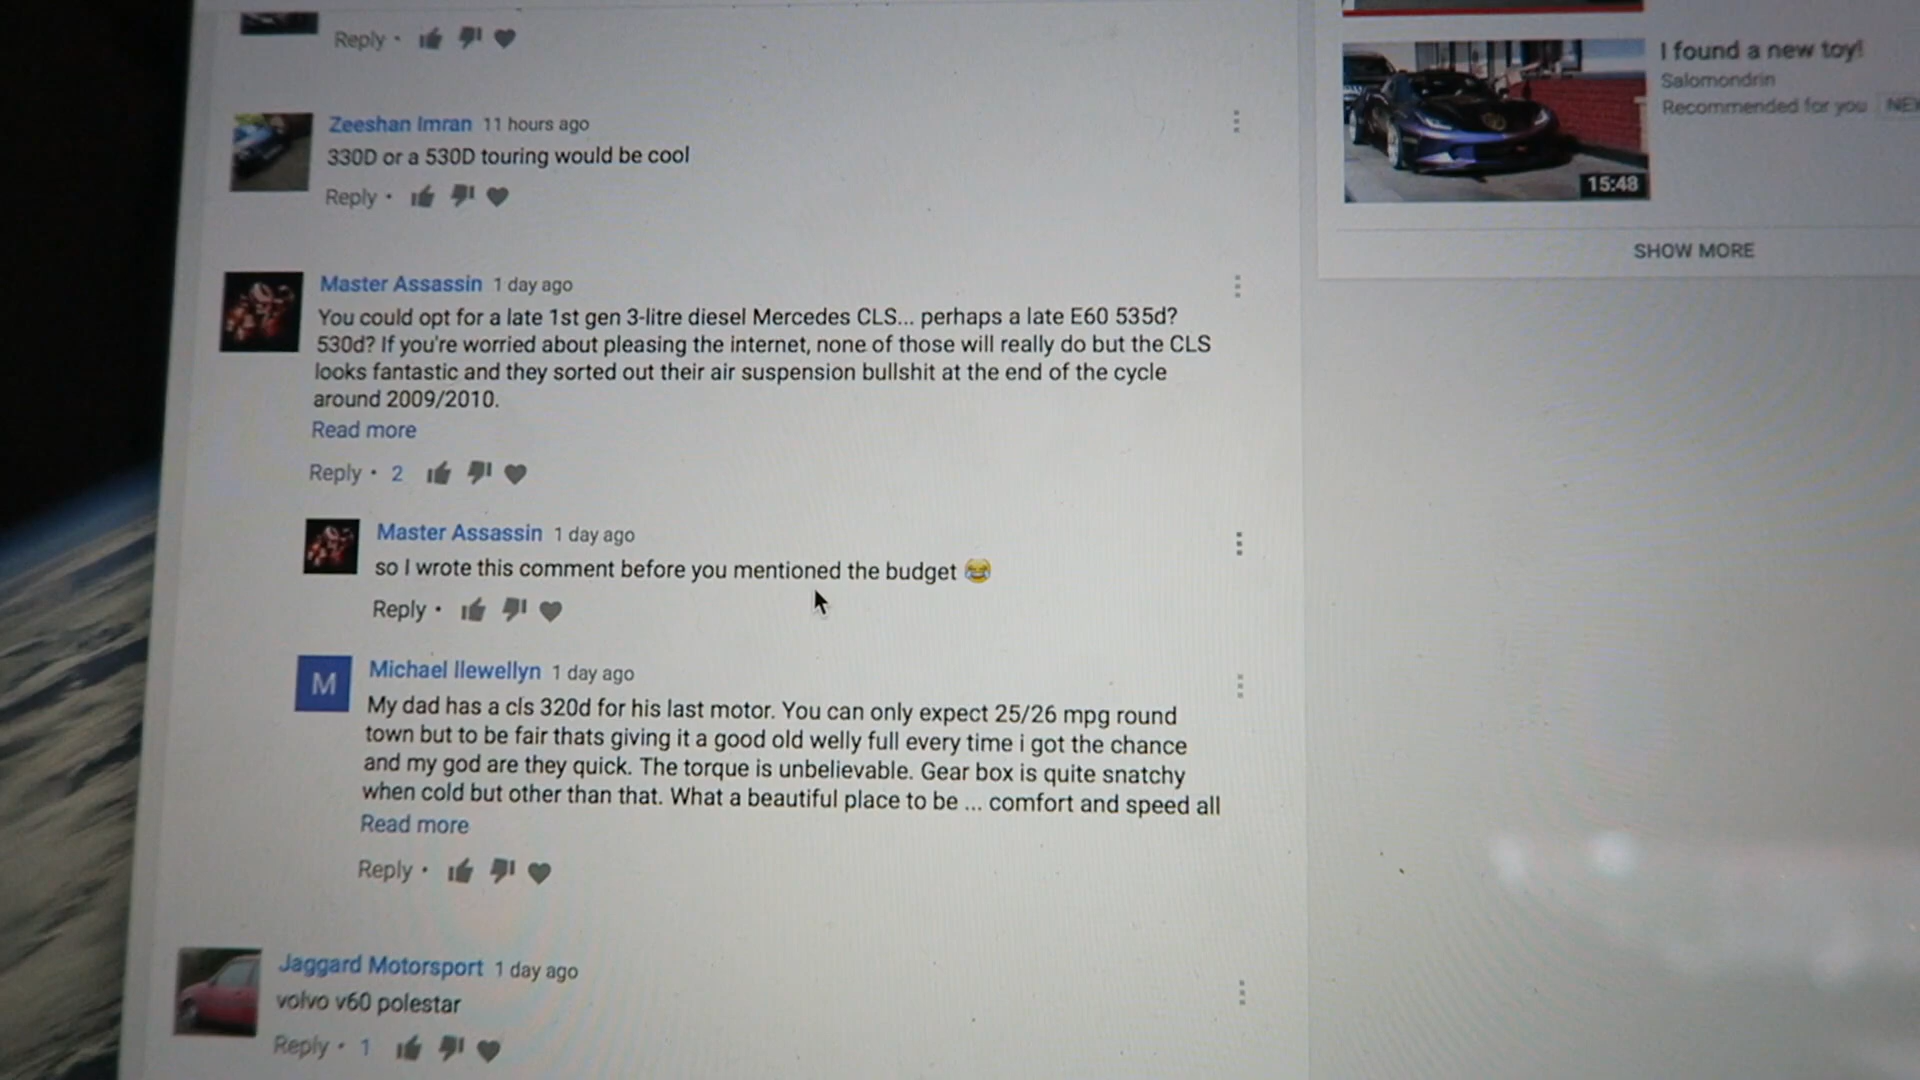 Reply •
I found a new toy!
Salomondrin
Recommended for you
15:48
SHOW MORE
Zeeshan Imran 11 hours ago
330D or a 530D touring would be cool
Reply •
Master Assassin 1 day ago
You could opt for a late 1st gen 3-litre diesel Mercedes CLS... perhaps a late E60 535d?
530d? If you're worried about pleasing the internet, none of those will really do but the CLS
looks fantastic and they sorted out their air suspension bullshit at the end of the cycle
around 2009/2010.
Read more
Reply • 2
Master Assassin 1 day ago
so I wrote this comment before you mentioned the budget 😂
Reply •
M
Michael llewellyn 1 day ago
My dad has a cls 320d for his last motor. You can only expect 25/26 mpg round
town but to be fair thats giving it a good old welly full every time i got the chance
and my god are they quick. The torque is unbelievable. Gear box is quite snatchy
when cold but other than that. What a beautiful place to be ... comfort and speed all
Read more
Reply •
Jaggard Motorsport 1 day ago
volvo v60 polestar
Reply • 1